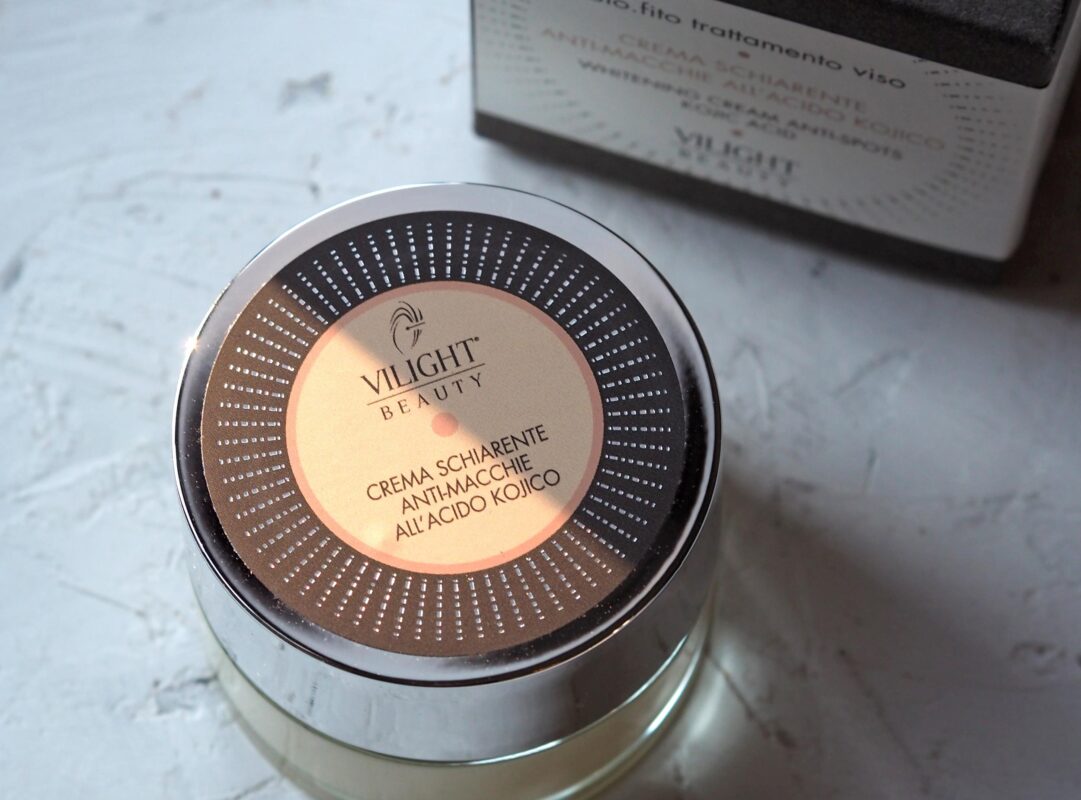 trattamento viso
CREMA SCHIARENTE
ANTI-MACCHIE ALL'ACIDO KOJICO
WHITENING CREAM ANTI-SPOTS
KOJIC ACID
VILIGHT
BEAUTY
VILIGHT®
BEAUTY
CREMA SCHIARENTE
ANTI-MACCHIE
ALL'ACIDO KOJICO